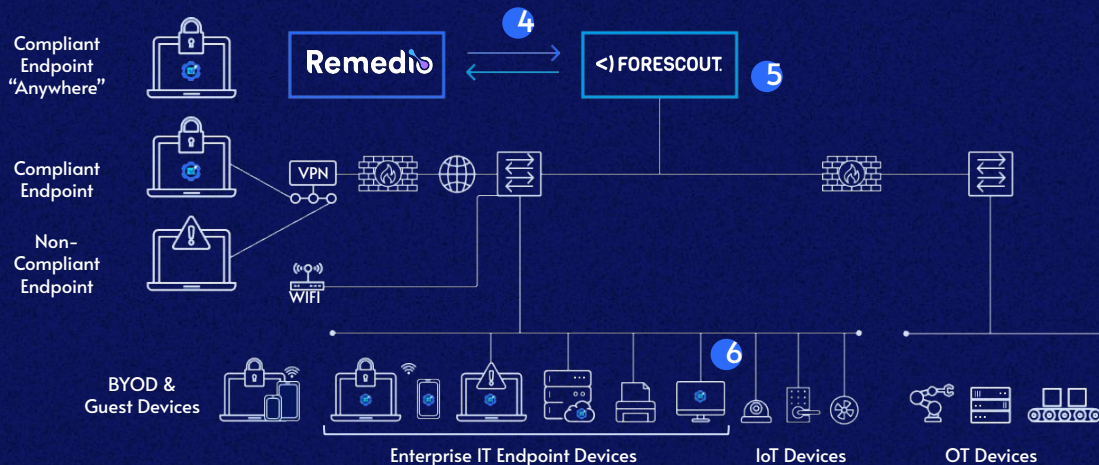 Compliant
Endpoint
“Anywhere”
Remedio
4
<) FORESCOUT.
5
Compliant
Endpoint
VPN
Non-
Compliant
Endpoint
WIFI
6
BYOD &
Guest Devices
Enterprise IT Endpoint Devices
IoT Devices
OT Devices